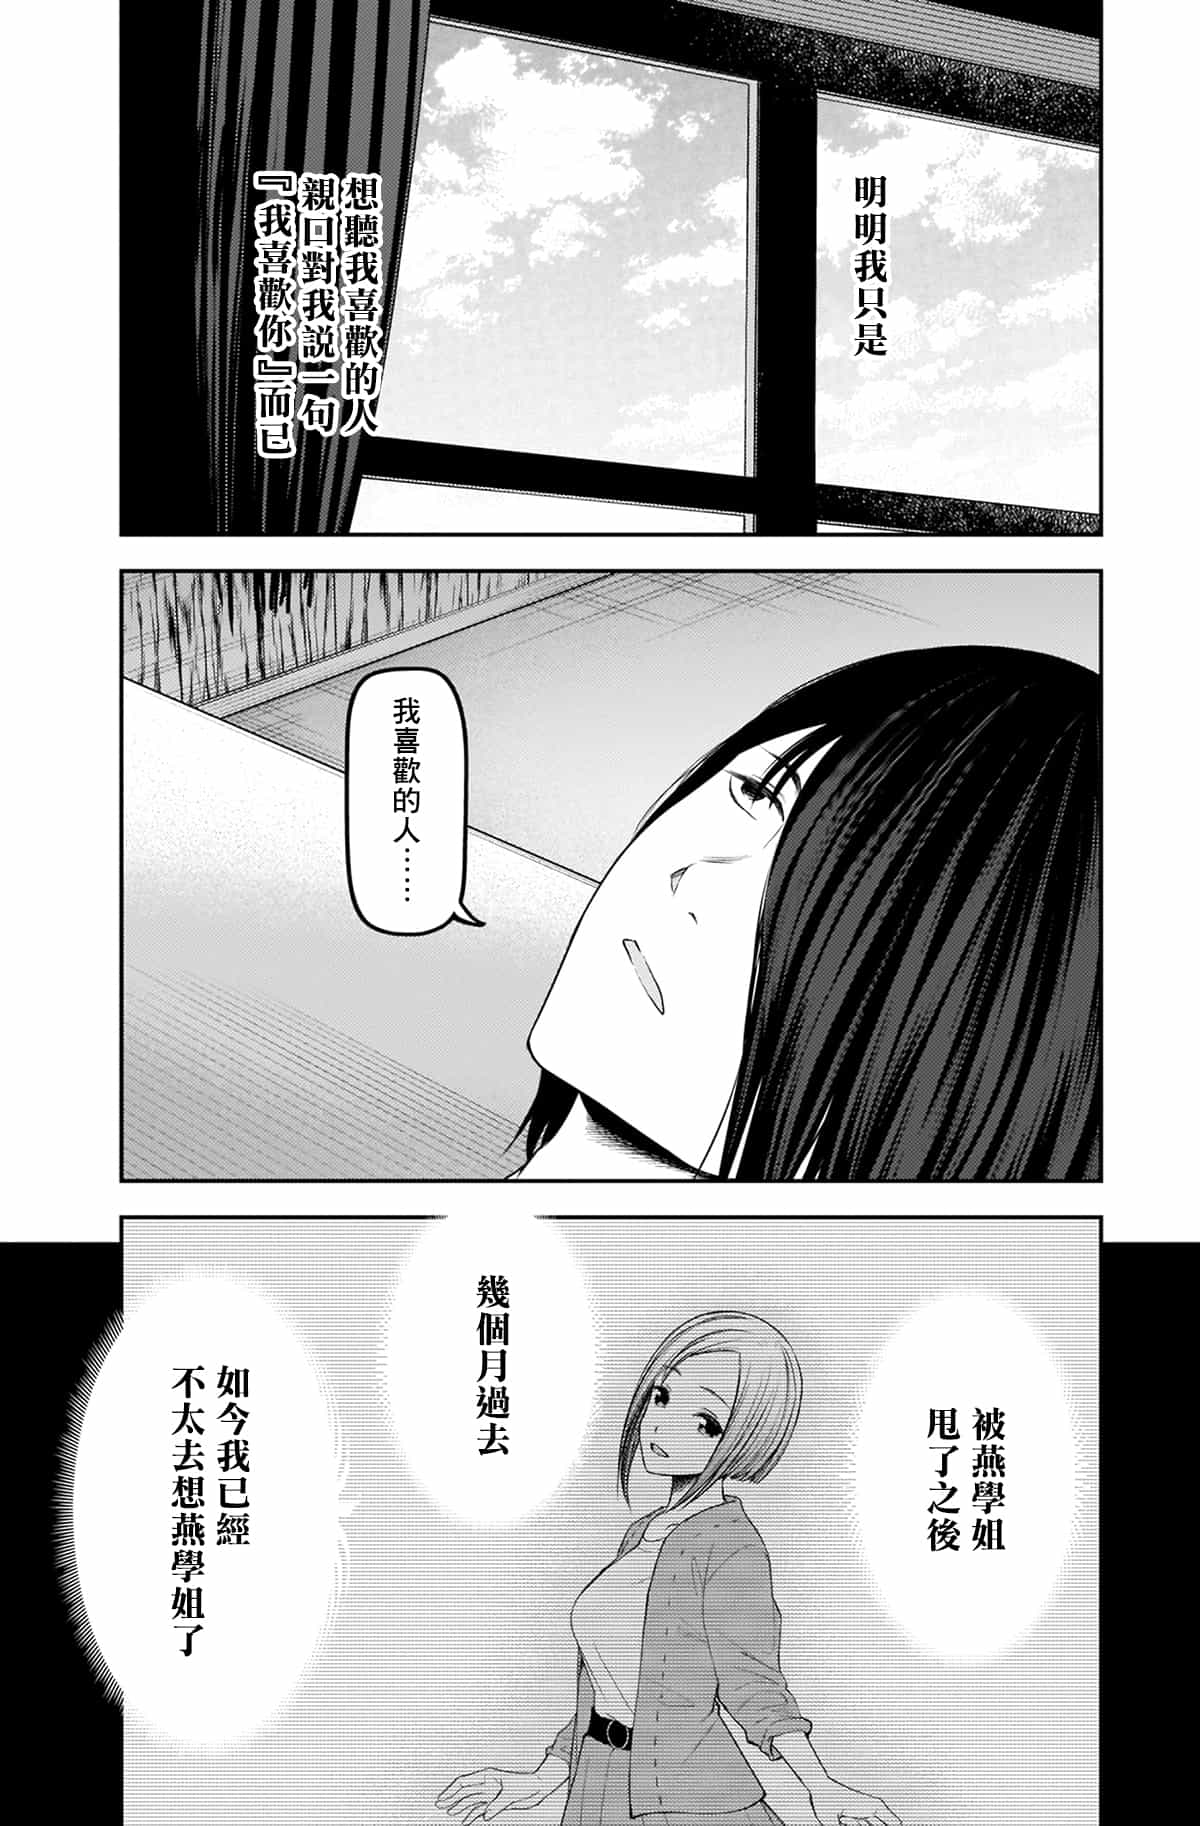 明明我只是
想聽我喜歡的人
親口對我説一句
『我喜歡你』而已
我喜歡的人……
被燕學姐
甩了之後
幾個月過去
如今我已經
不太去想燕學姐了